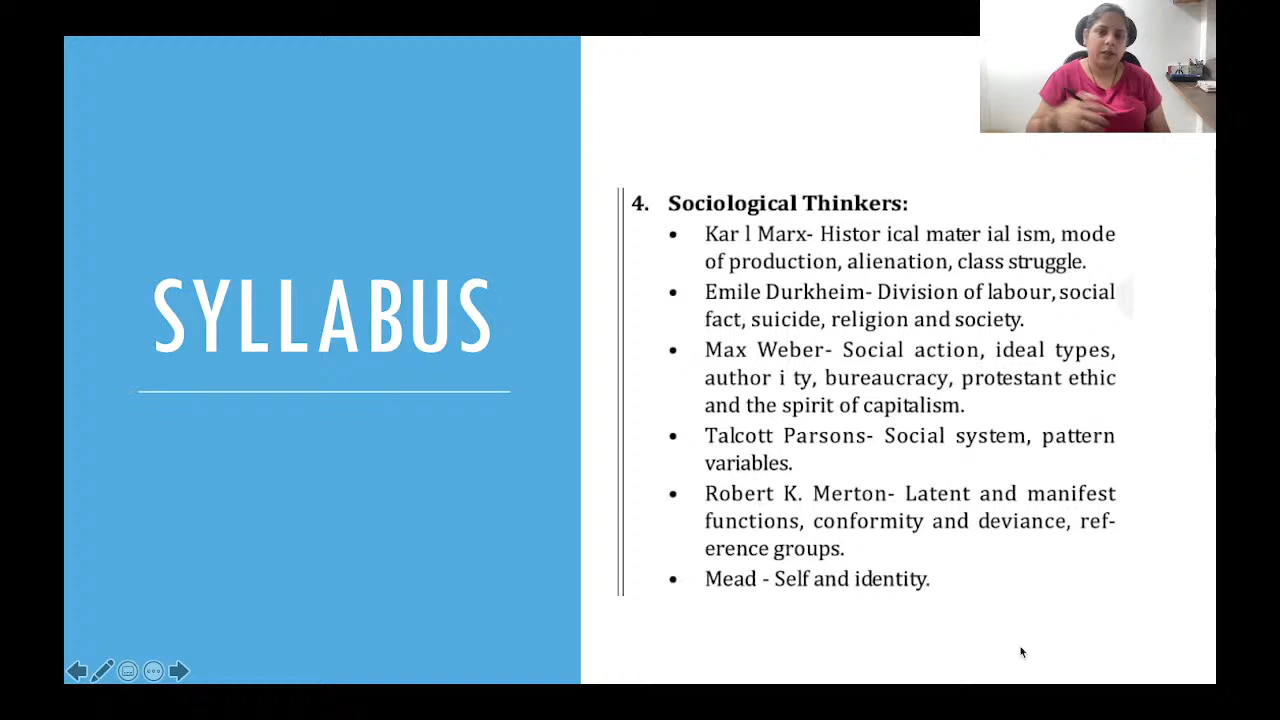 SYLLABUS
4. Sociological Thinkers:
• Kar l Marx- Histor ical mater ial ism, mode
of production, alienation, class struggle.
• Emile Durkheim- Division of labour, social
fact, suicide, religion and society.
• Max Weber- Social action, ideal types,
author i ty, bureaucracy, protestant ethic
and the spirit of capitalism.
• Talcott Parsons- Social system, pattern
variables.
• Robert K. Merton- Latent and manifest
functions, conformity and deviance, ref-
erence groups.
• Mead - Self and identity.